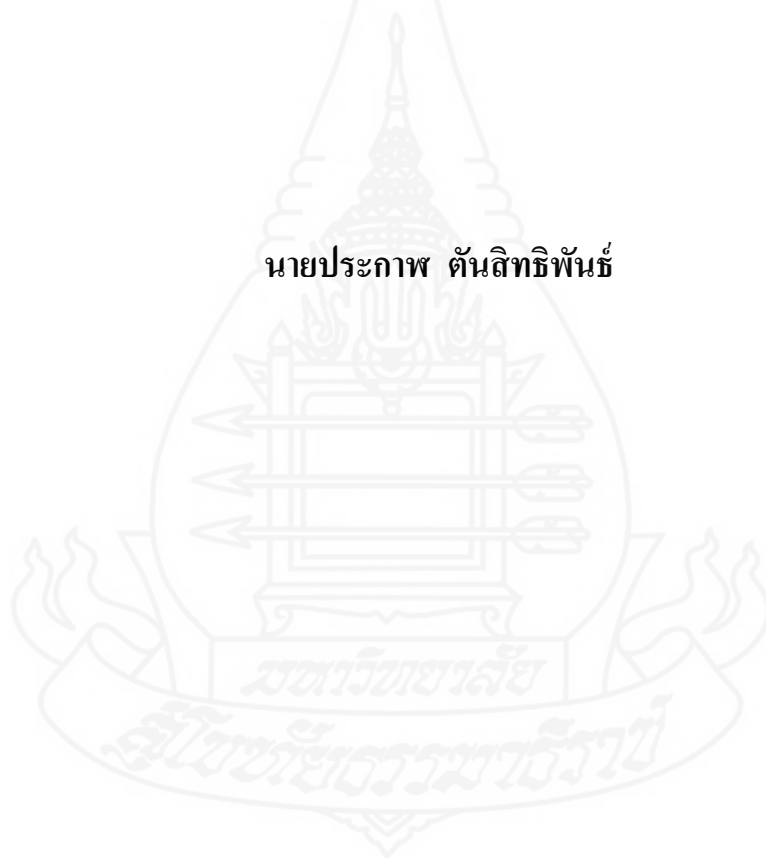 นายประกาฬ ตันสิทธิพันธ์
มหาวิทยาลัย
สุโขทัยธรรมาธิราช